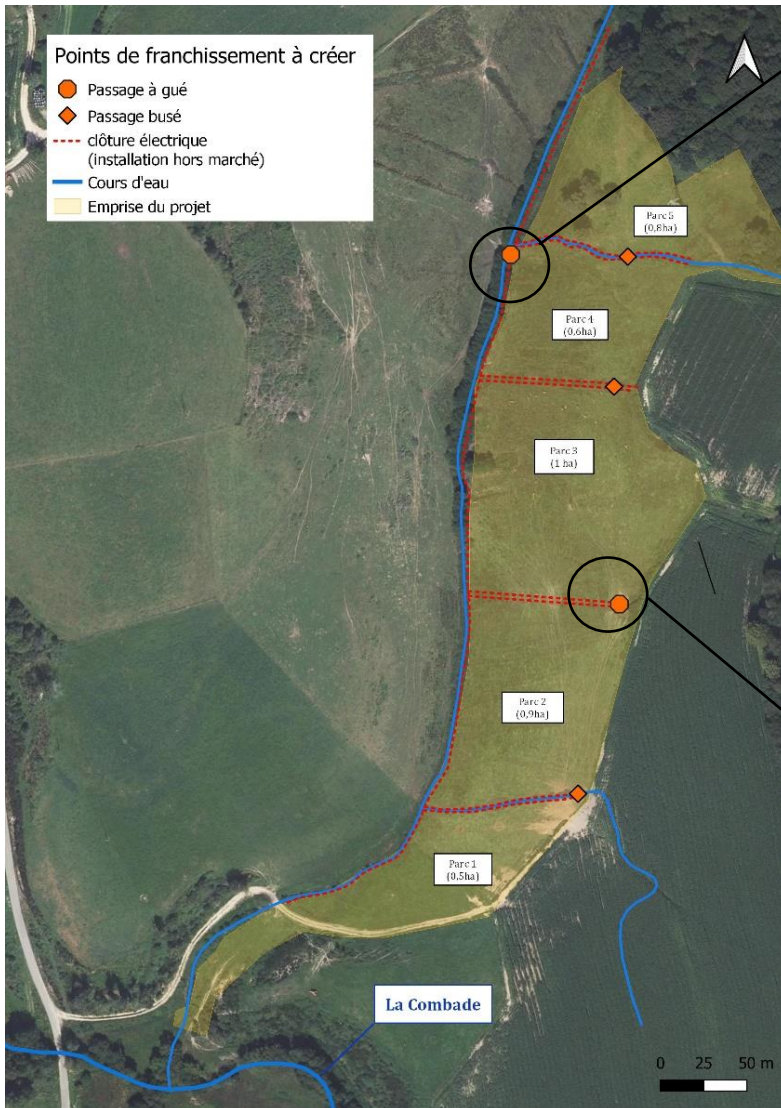 Points de franchissement à créer
Passage à gué
Passage busé
clôture électrique
(installation hors marché)
Cours d'eau
Emprise du projet
Parc 5
(0,8ha)
Parc 4
(0,6ha)
Parc 3
(1 ha)
Parc 2
(0,9ha)
Parc 1
(0,5ha)
La Combade
0 25 50 m